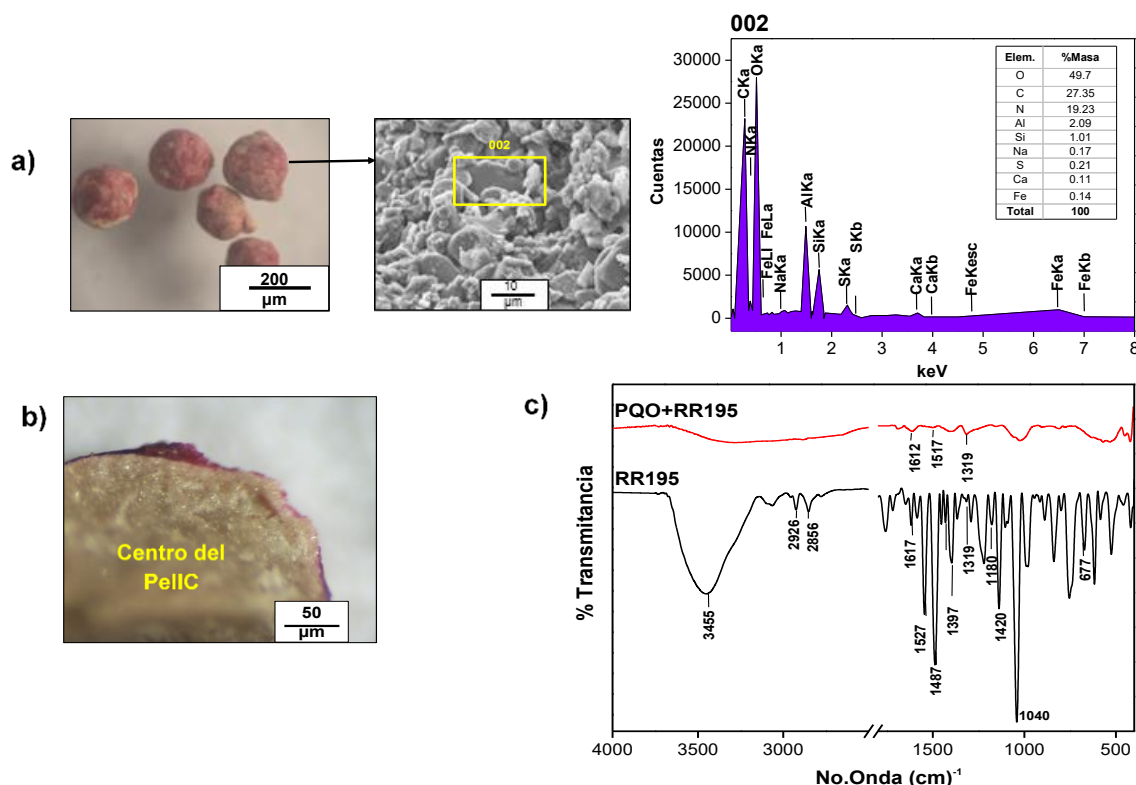 a)
200
µm
002
10
µm
002
Cuentas
30000
25000
20000
15000
10000
5000
0
CKa
NKa
OKa
FeLl
FeLa
NaKa
AlKa
SiKa
SKa
SKb
CaKa
CaKb
FeKesc
FeKa
FeKb
1 2 3 4 5 6 7 8
keV
Elem. %Masa
O 49.7
C 27.35
N 19.23
Al 2.09
Si 1.01
Na 0.17
S 0.21
Ca 0.11
Fe 0.14
Total 100
b)
Centro del
PellC
50
µm
c)
PQO+RR195
1612
1517
1319
RR195
3455
2926
2856
1617
1527
1487
1397
1319
1180
1420
1040
677
% Transmitancia
4000 3500 3000 1500 1000 500
No.Onda (cm)-1